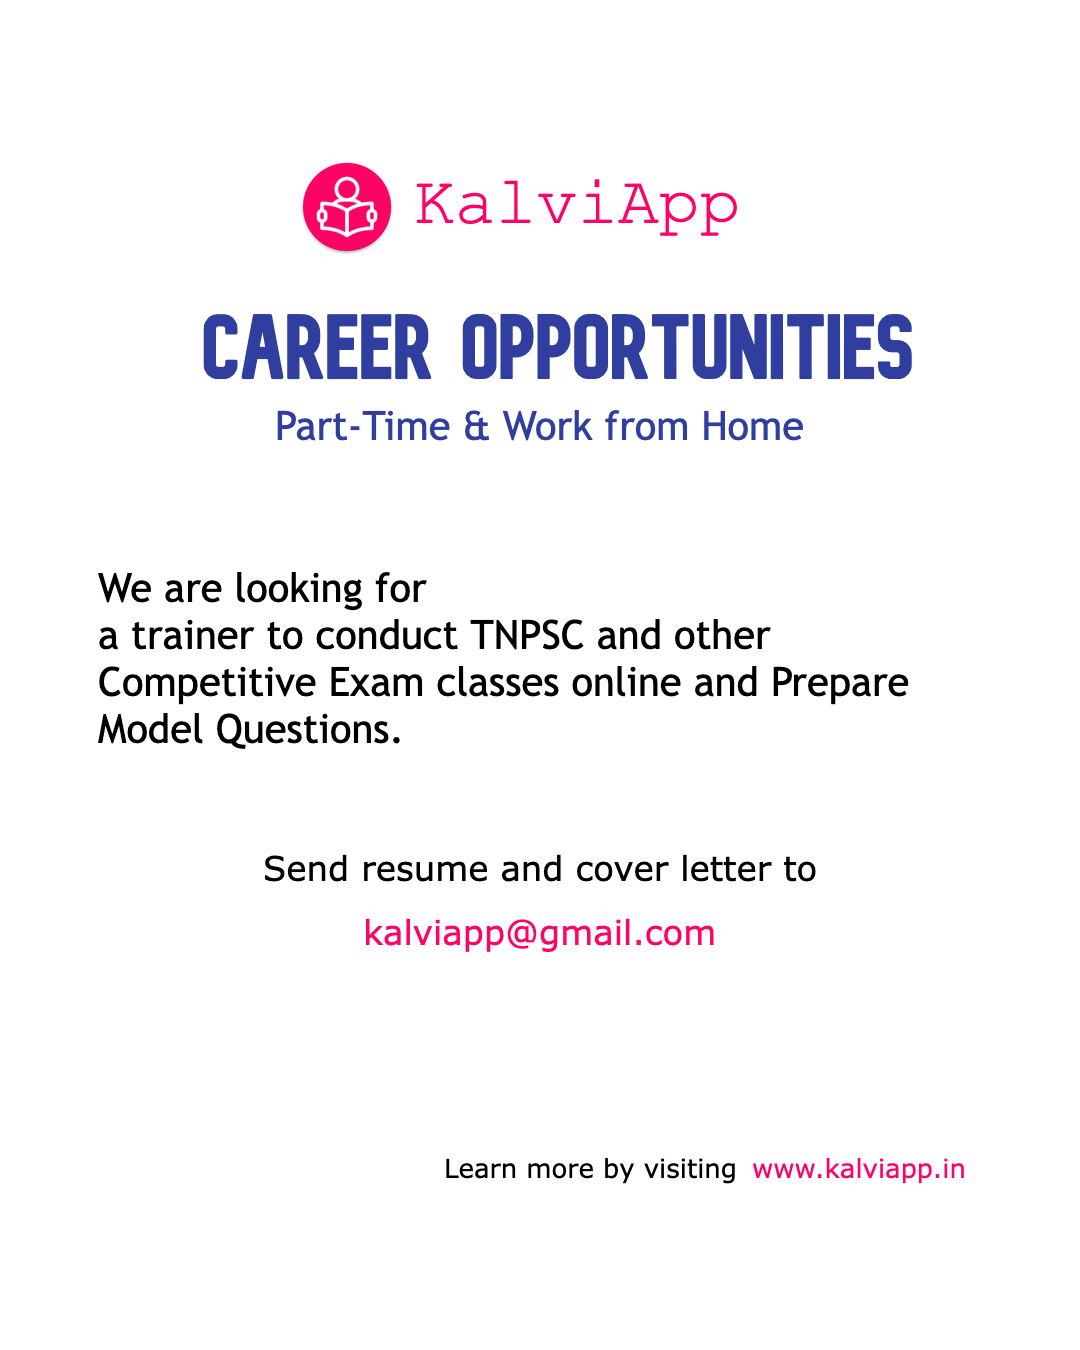 KalviApp
CAREER OPPORTUNITIES
Part-Time & Work from Home
We are looking for
a trainer to conduct TNPSC and other
Competitive Exam classes online and Prepare
Model Questions.
Send resume and cover letter to
kalviapp@gmail.com
Learn more by visiting www.kalviapp.in